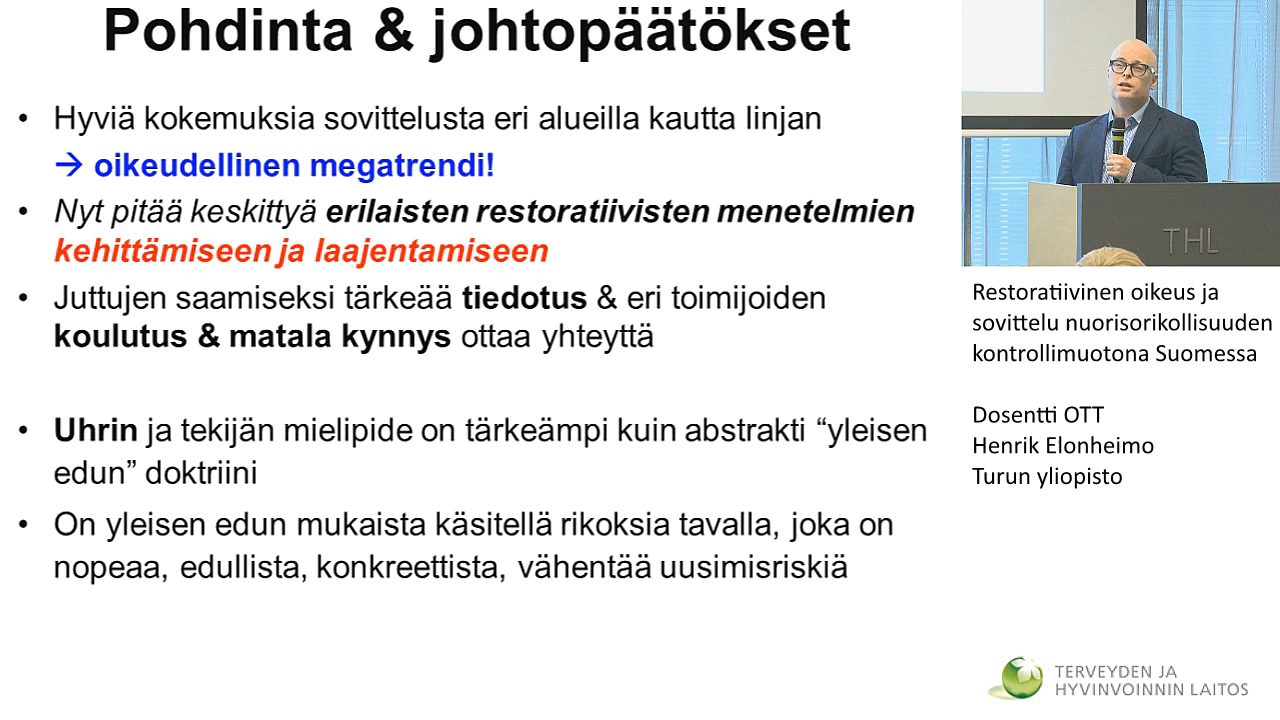 Pohdinta & johtopäätökset
• Hyviä kokemuksia sovittelusta eri alueilla kautta linjan
→ oikeudellinen megatrendi!
• Nyt pitää keskittyä erilaisten restoratiivisten menetelmien
kehittämiseen ja laajentamiseen
• Juttujen saamiseksi tärkeää tiedotus & eri toimijoiden
koulutus & matala kynnys ottaa yhteyttä
• Uhrin ja tekijän mielipide on tärkeämpi kuin abstrakti “yleisen
edun” doktriini
• On yleisen edun mukaista käsitellä rikoksia tavalla, joka on
nopeaa, edullista, konkreettista, vähentää uusimisriskiä
THL
Restoratiivinen oikeus ja
sovittelu nuorisorikollisuuden
kontrollimuotona Suomessa
Dosentti OTT
Henrik Elonheimo
Turun yliopisto
TERVEYDEN JA
HYVINVOINNIN LAITOS